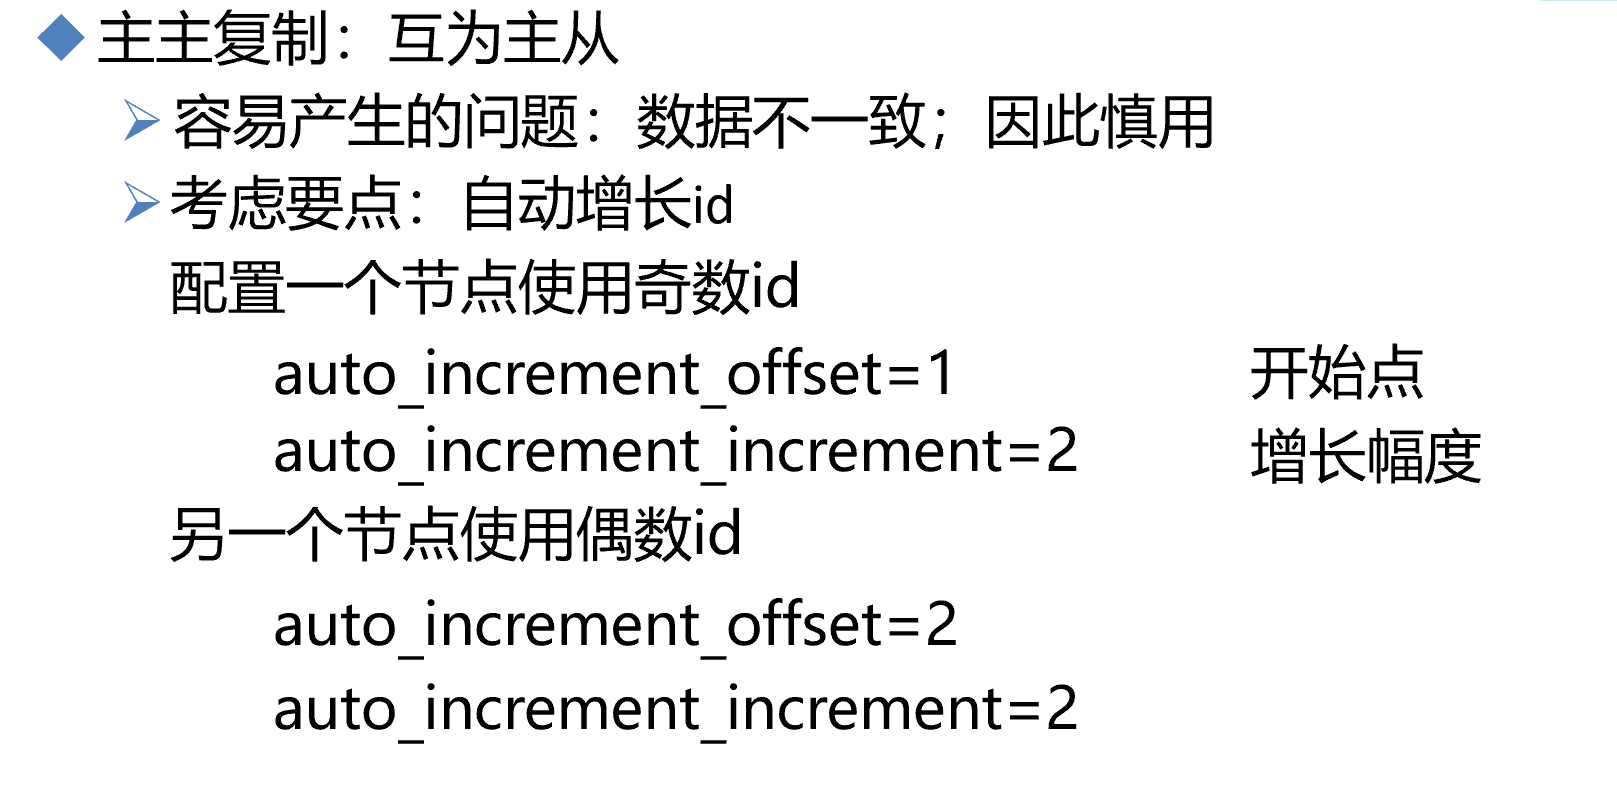 主主复制：互为主从
容易产生的问题：数据不一致；因此慎用
考虑要点：自动增长id
配置一个节点使用奇数id
auto_increment_offset=1 开始点
auto_increment_increment=2 增长幅度
另一个节点使用偶数id
auto_increment_offset=2
auto_increment_increment=2